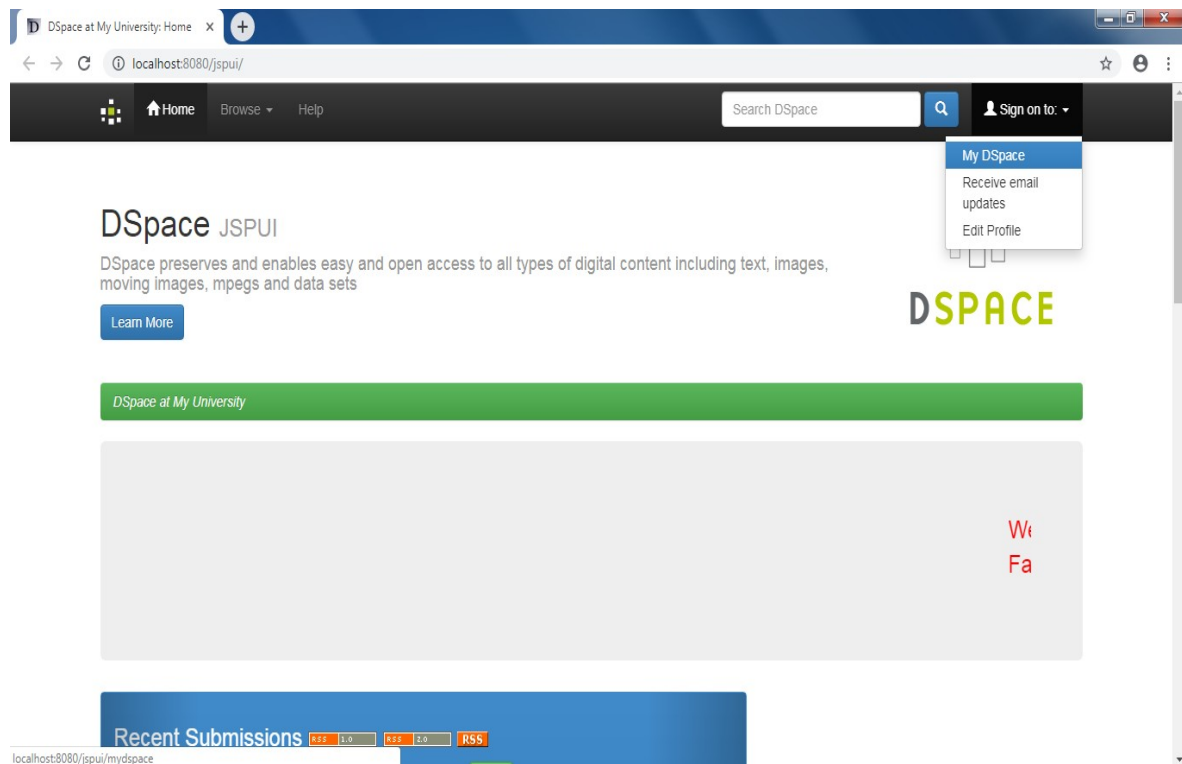 DSpace at My University: Home
localhost:8080/jspui/
Home Browse Help Search DSpace Sign on to:
My DSpace
Receive email
updates
Edit Profile
DSpace JSPUI
DSpace preserves and enables easy and open access to all types of digital content including text, images,
moving images, mpegs and data sets
Learn More
DSPACE
DSpace at My University
Fa
Recent Submissions RSS 1.0 RSS 2.0 RSS
localhost:8080/jspui/mydspace